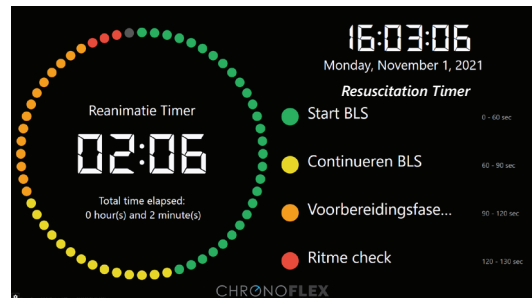 16:03:06
Monday, November 1, 2021
Resuscitation Timer
Reanimatie Timer
02:06
Total time elapsed:
0 hour(s) and 2 minute(s)
Start BLS 0 - 60 sec
Continueren BLS 60 - 90 sec
Voorbereidingsfase... 90 - 120 sec
Ritme check 120 - 130 sec
CHRONOFLEX